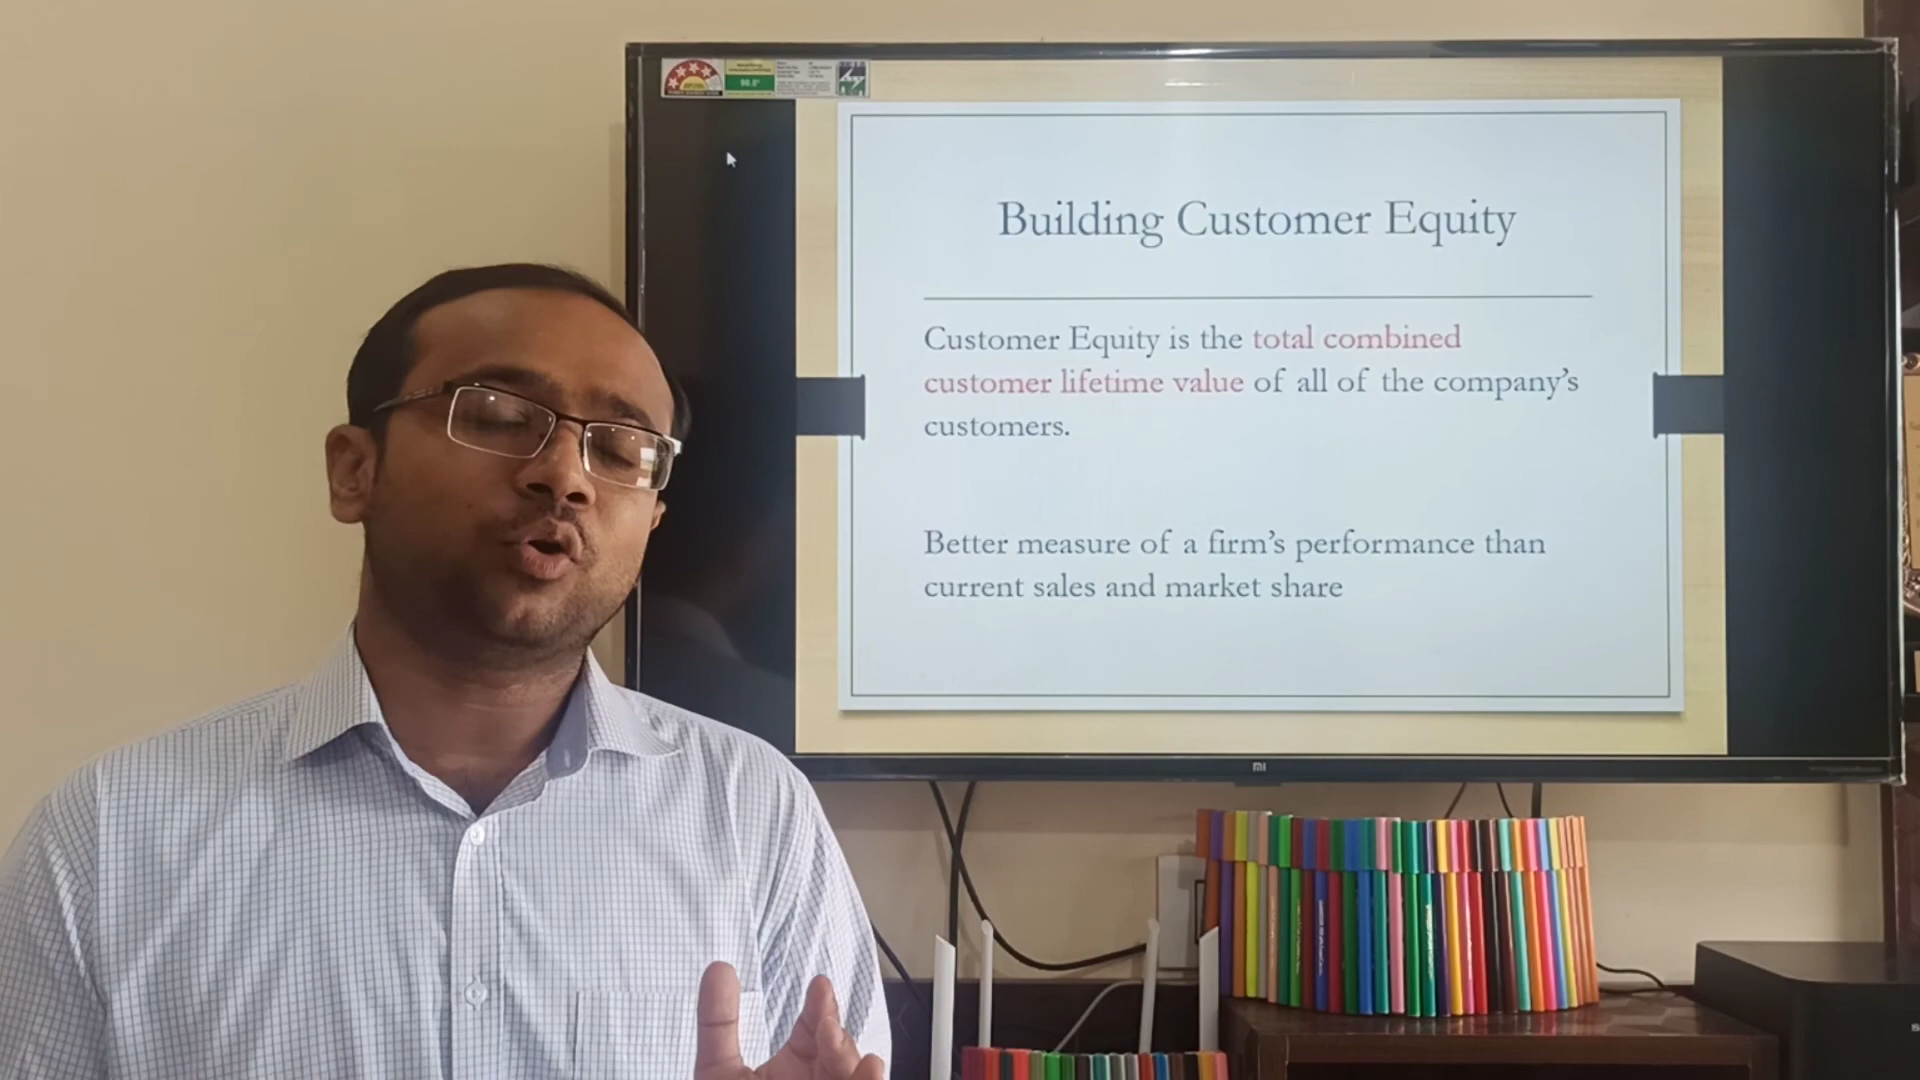 Building Customer Equity
Customer Equity is the total combined
customer lifetime value of all of the company's
customers.
Better measure of a firm's performance than
current sales and market share
mi